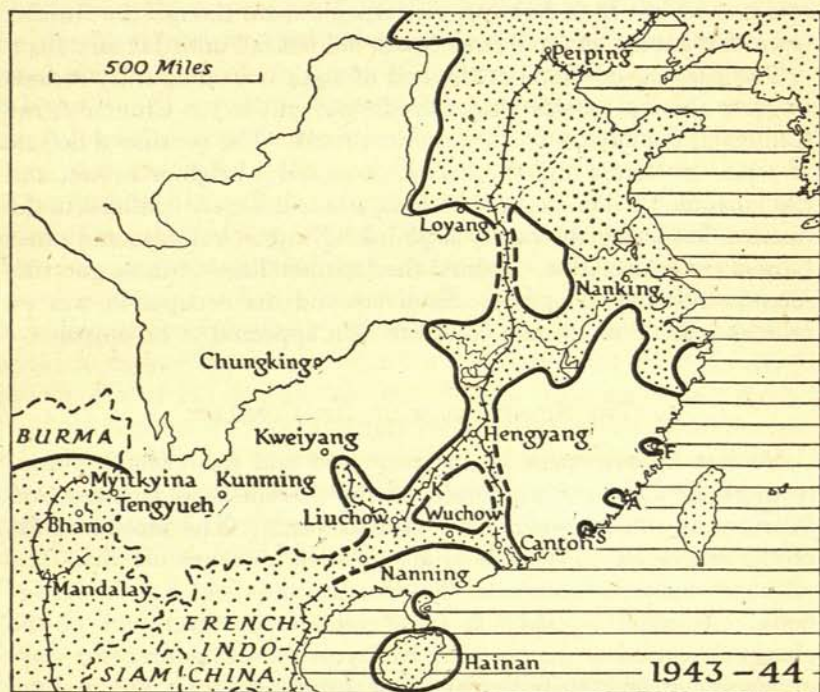 Peiping
500 Miles
Loyang
Nanking
Chungking
Hengyang
Kweiyang
BURMA
F
Myitkyina
Kunming
K
Tengyueh
A
Liuchow
Wuchow
Bhamo
S
Canton
Nanning
Mandalay
FRENCH
INDO-
SIAM
CHINA
Hainan
1943-44